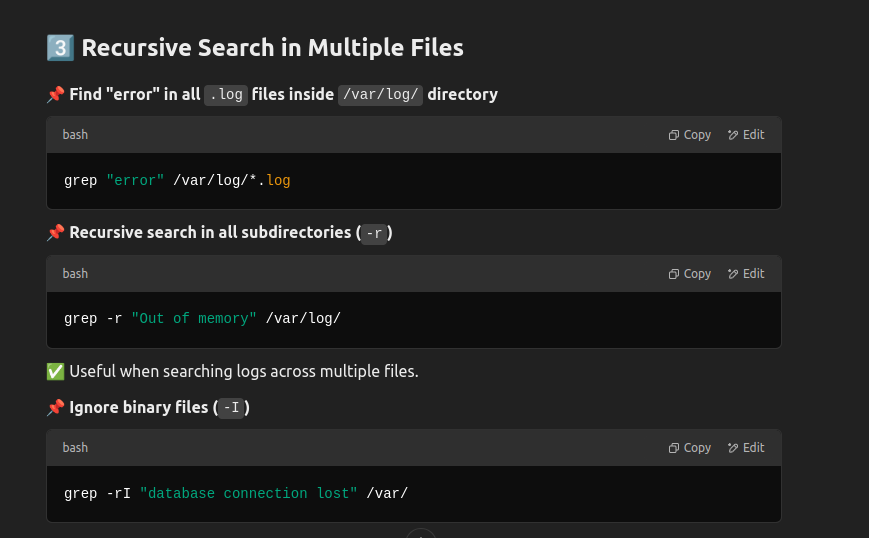 3️⃣ Recursive Search in Multiple Files
📌 Find "error" in all .log files inside /var/log/ directory
bash Copy Edit
grep "error" /var/log/*.log
📌 Recursive search in all subdirectories (-r)
bash Copy Edit
grep -r "Out of memory" /var/log/
✅ Useful when searching logs across multiple files.
📌 Ignore binary files (-I)
bash Copy Edit
grep -rI "database connection lost" /var/